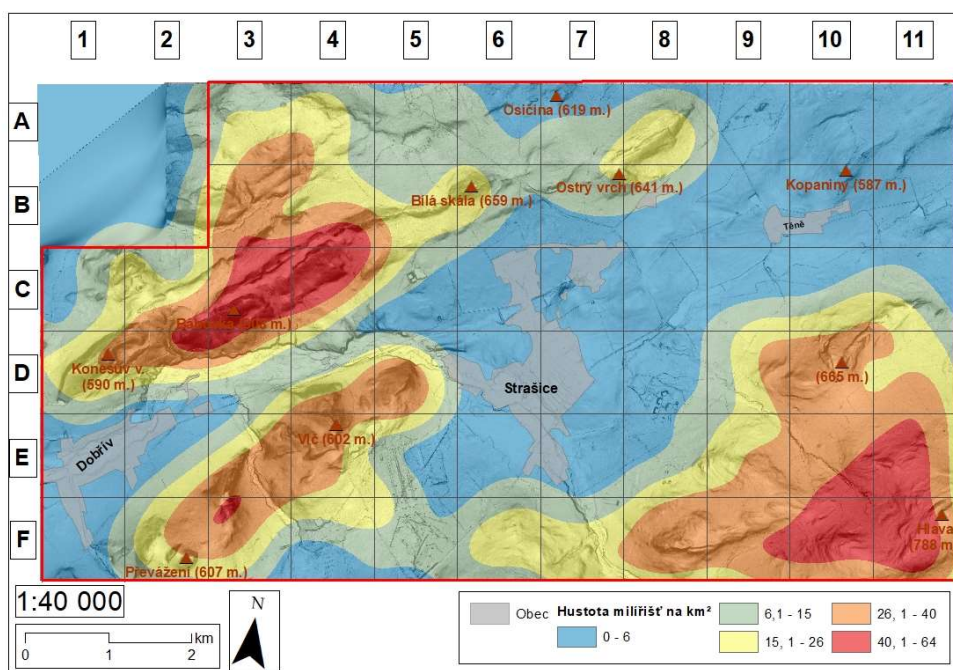 1 2 3 4 5 6 7 8 9 10 11
A
Osičina (619 m.)
B
Bílá skála (659 m.)
Ostrý vrch (641 m.)
Kopaniny (587 m.)
Těně
C
D
Konesův v.
(590 m.)
(665 m.)
Strašice
E
Dobřív
Vlč (602 m.)
F
Hlava
(788 m
Převážení (607 m.)
1:40 000
N
km
0 1 2
Obec
Hustota milířišť na km²
0 - 6
6,1 - 15
15, 1 - 26
26, 1 - 40
40, 1 - 64